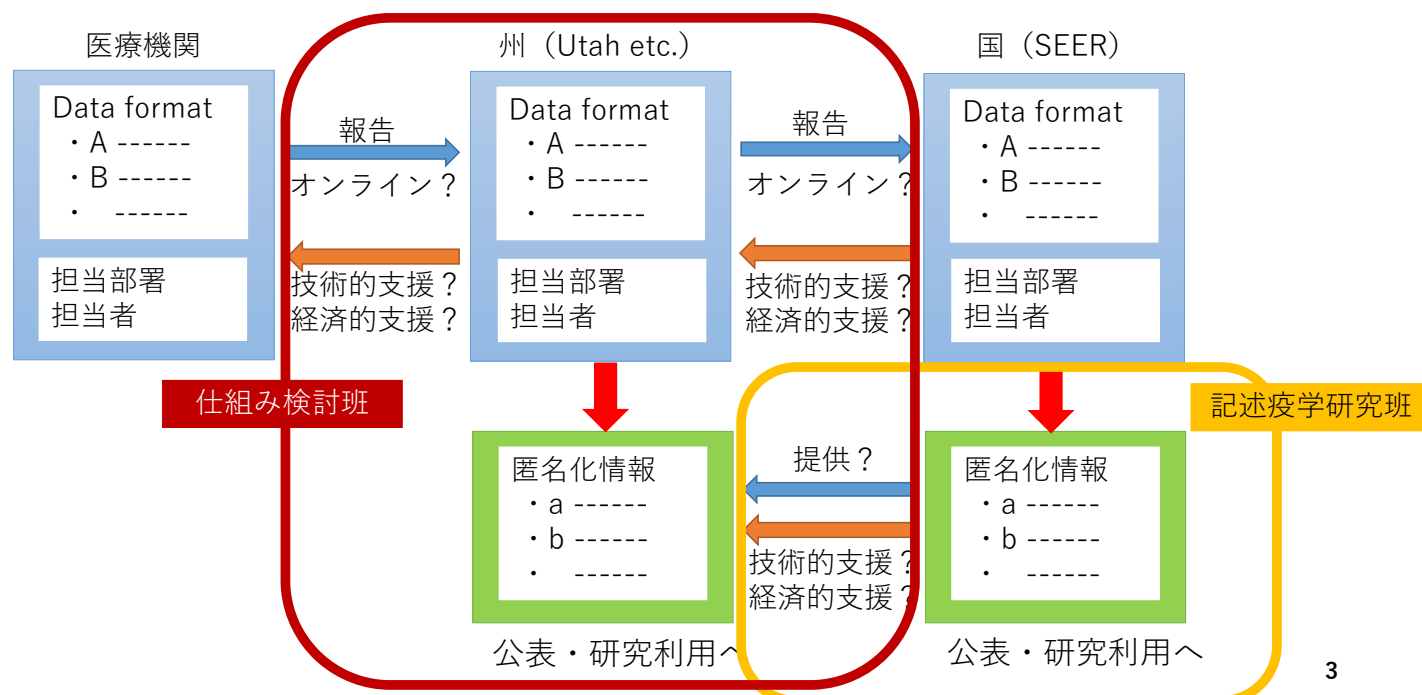 医療機関
州（Utah etc.）
国（SEER）
Data format
・A ------
・B ------
・ ------
担当部署
担当者
報告
オンライン？
技術的支援？
経済的支援？
Data format
・A ------
・B ------
・ ------
担当部署
担当者
報告
オンライン？
技術的支援？
経済的支援？
Data format
・A ------
・B ------
・ ------
担当部署
担当者
仕組み検討班
記述疫学研究班
匿名化情報
・a ------
・b ------
・ ------
公表・研究利用へ
提供？
技術的支援？
経済的支援？
匿名化情報
・a ------
・b ------
・ ------
公表・研究利用へ
3